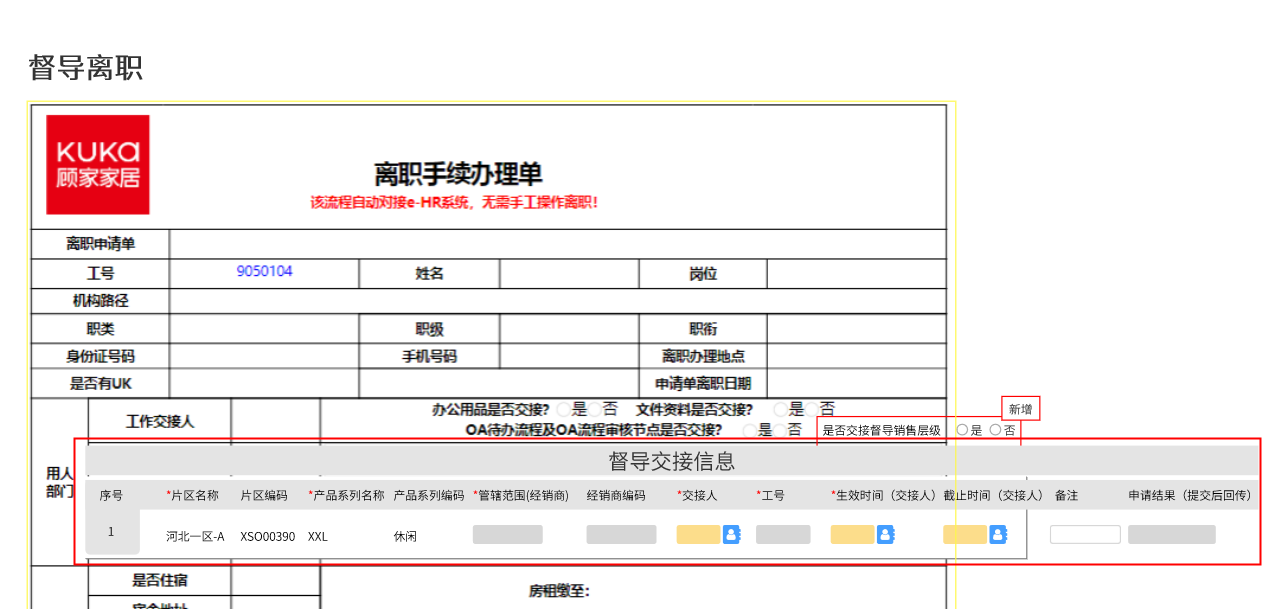 督导离职
KUKa
顾家家居
离职手续办理单
该流程自动对接e-HR系统，无需手工操作离职！
离职申请单
工号 9050104 姓名 岗位
机构路径
职类 职级 职衔
身份证号码 手机号码 离职办理地点
是否有UK 申请单离职日期
工作交接人 办公用品是否交接? 是 否 文件资料是否交接? 是 否 新增
OA待办流程及OA流程审核节点是否交接? 是 否 是否交接督导销售层级 是 否
用人部门
督导交接信息
序号 *片区名称 片区编码 *产品系列名称 产品系列编码 *管辖范围(经销商) 经销商编码 *交接人 *工号 *生效时间（交接人） 截止时间（交接人） 备注 申请结果（提交后回传）
1 河北一区-A XSO00390 XXL 休闲
是否住宿 房租缴至:
宿舍地址